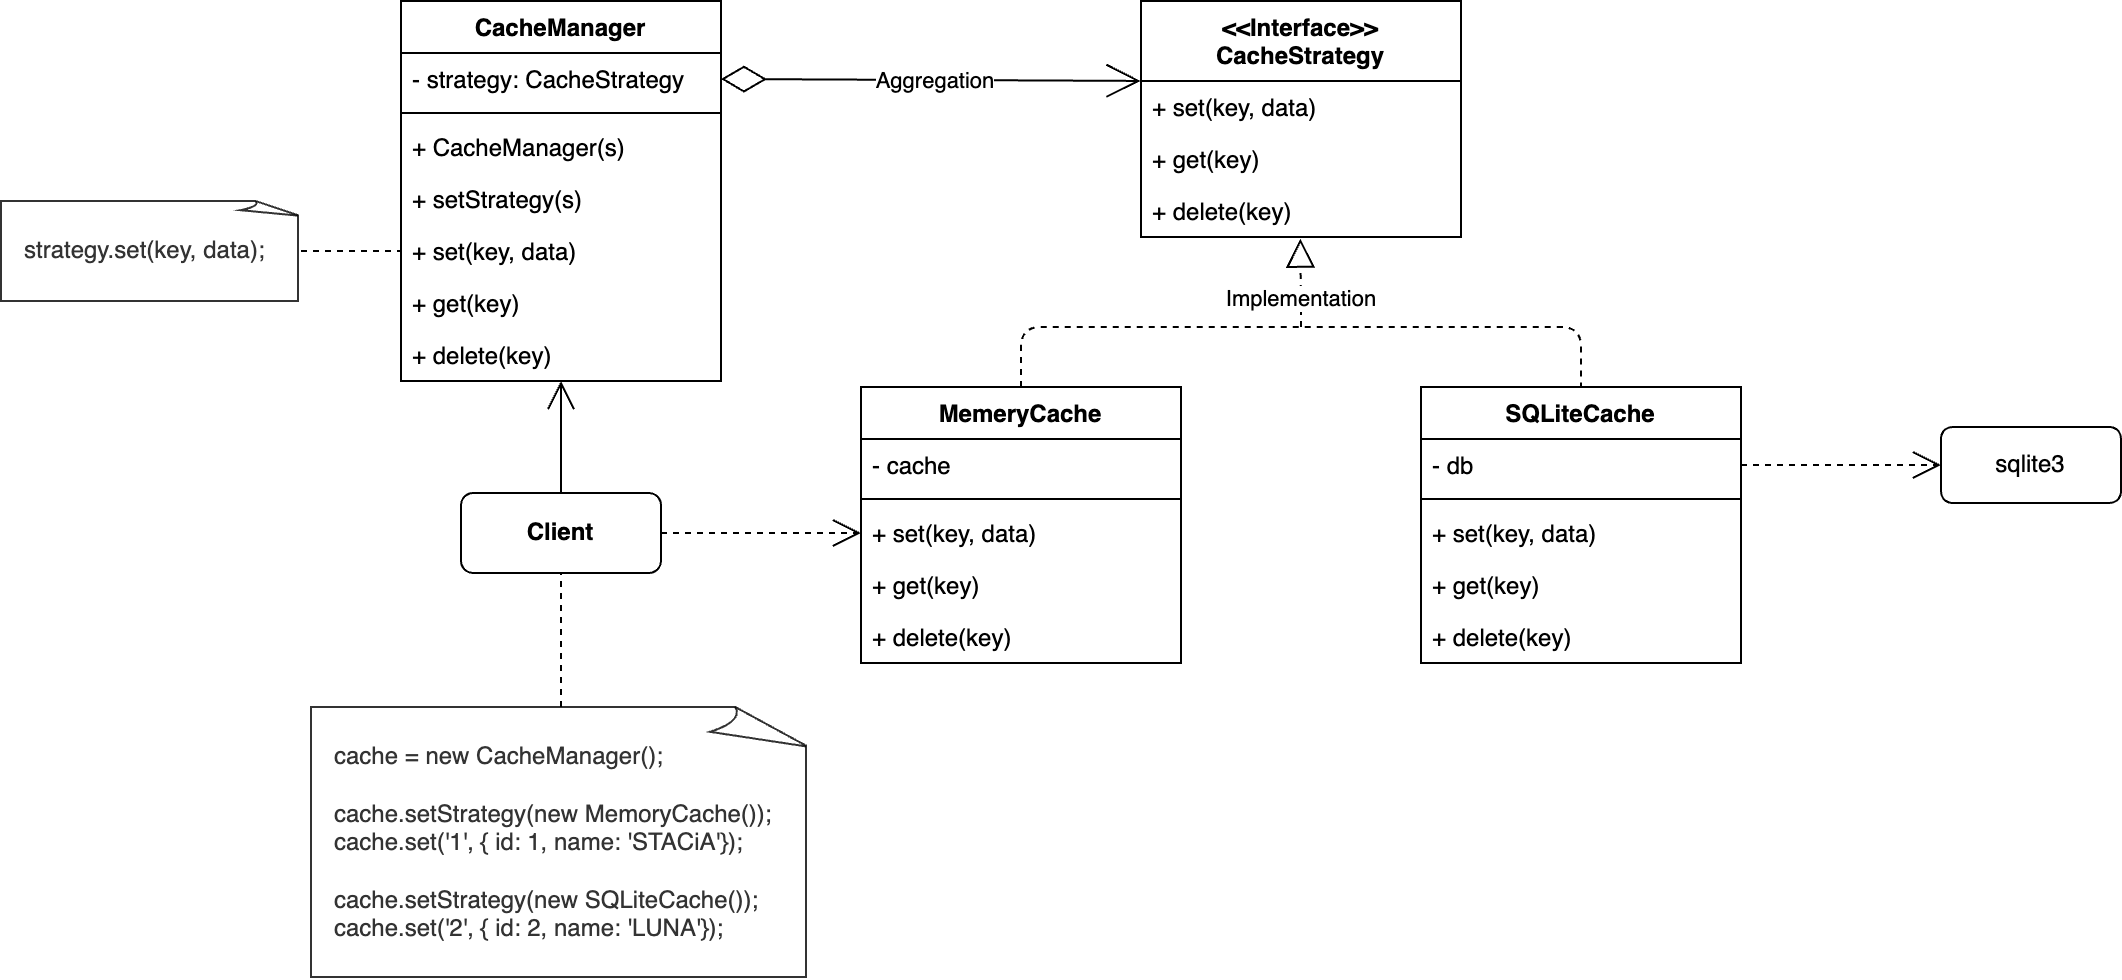 CacheManager
- strategy: CacheStrategy
+ CacheManager(s)
+ setStrategy(s)
+ set(key, data)
+ get(key)
+ delete(key)
Aggregation
<<Interface>>
CacheStrategy
+ set(key, data)
+ get(key)
+ delete(key)
strategy.set(key, data);
Implementation
MemeryCache
- cache
+ set(key, data)
+ get(key)
+ delete(key)
SQLiteCache
- db
+ set(key, data)
+ get(key)
+ delete(key)
sqlite3
Client
cache = new CacheManager();
cache.setStrategy(new MemoryCache());
cache.set('1', { id: 1, name: 'STACiA'});
cache.setStrategy(new SQLiteCache());
cache.set('2', { id: 2, name: 'LUNA'});